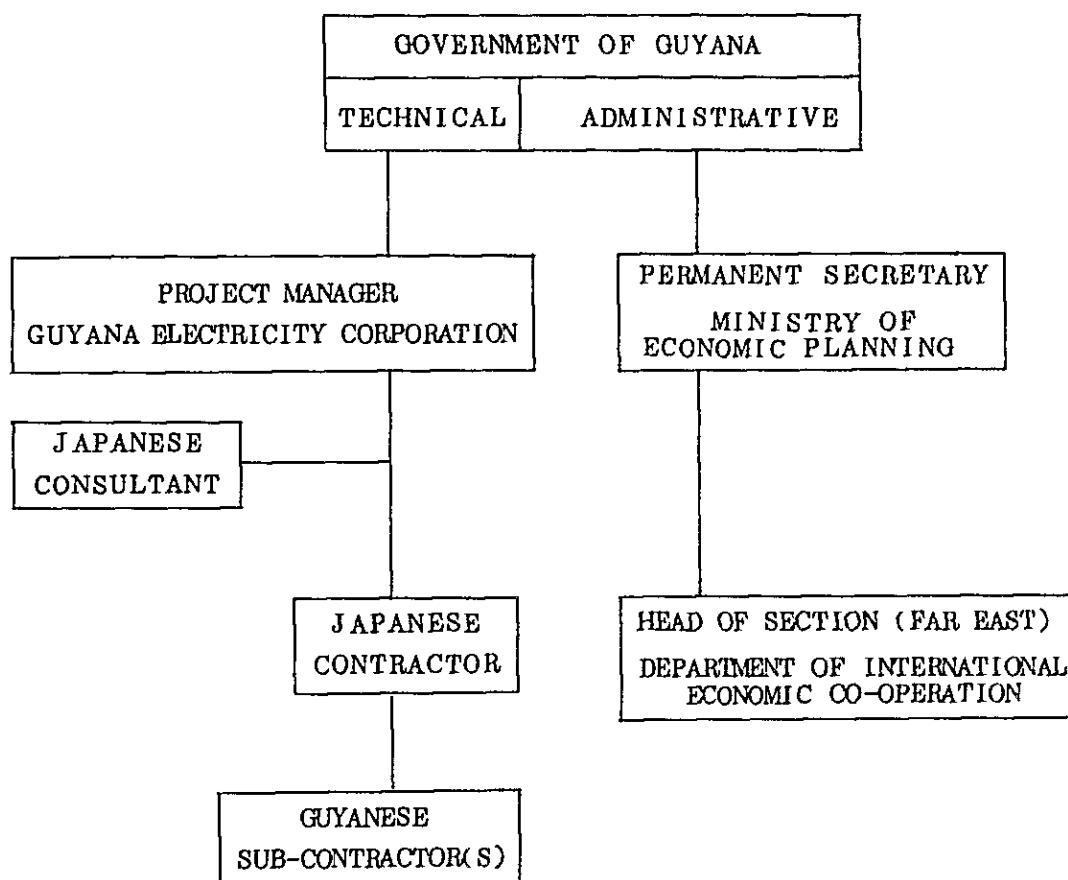 GOVERNMENT OF GUYANA
TECHNICAL
ADMINISTRATIVE
PROJECT MANAGER
GUYANA ELECTRICITY CORPORATION
PERMANENT SECRETARY
MINISTRY OF
ECONOMIC PLANNING
JAPANESE
CONSULTANT
JAPANESE
CONTRACTOR
HEAD OF SECTION (FAR EAST)
DEPARTMENT OF INTERNATIONAL
ECONOMIC CO-OPERATION
GUYANESE
SUB-CONTRACTOR(S)